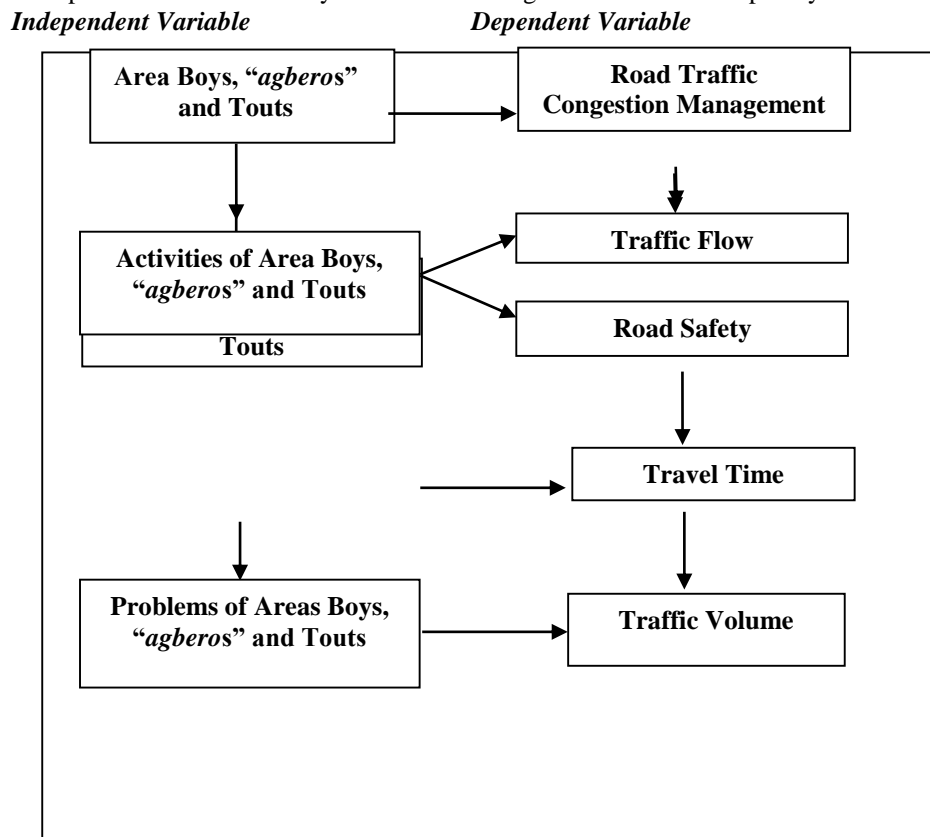 Independent Variable Dependent Variable
Area Boys, “agberos”
and Touts
Road Traffic
Congestion Management
Activities of Area Boys,
“agberos” and Touts
Touts
Traffic Flow
Road Safety
Travel Time
Problems of Areas Boys,
“agberos” and Touts
Traffic Volume